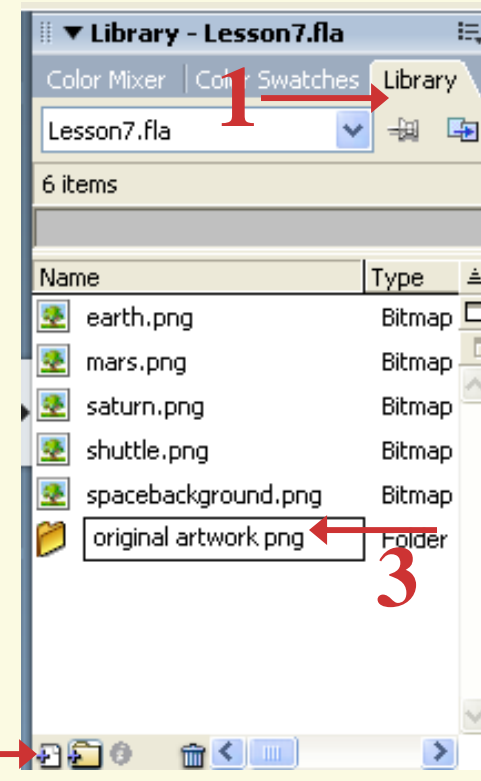 Library - Lesson7.fla
Color Mixer Color Swatches Library
1
Lesson7.fla
6 items
Name Type
earth.png Bitmap
mars.png Bitmap
saturn.png Bitmap
shuttle.png Bitmap
spacebackground.png Bitmap
original artwork png Folder
3